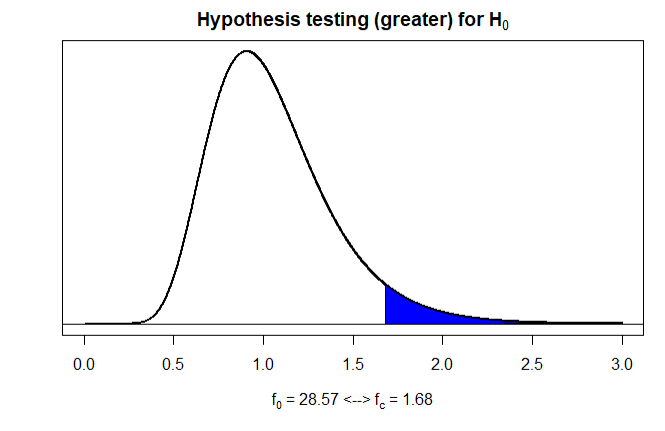 Hypothesis testing (greater) for H₀
0.0 0.5 1.0 1.5 2.0 2.5 3.0
f₀ = 28.57 <--> f_c = 1.68